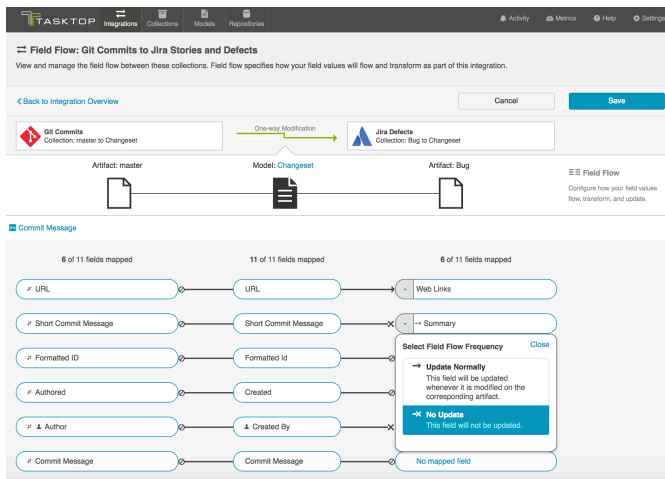 TASKTOP
Integrations Collections Models Repositories Activity Metrics Help Settings
Field Flow: Git Commits to Jira Stories and Defects
View and manage the field flow between these collections. Field flow specifies how your field values will flow and transform as part of this integration.
Back to Integration Overview Cancel Save
Git Commits
Collection: master to Changeset
One-way Modification
Jira Defects
Collection: Bug to Changeset
Artifact: master Model: Changeset Artifact: Bug
Field Flow
Configure how your field values
flow, transform, and update.
Commit Message
6 of 11 fields mapped 11 of 11 fields mapped 6 of 11 fields mapped
URL URL Web Links
Short Commit Message Short Commit Message Summary
Select Field Flow Frequency Close
Formatted ID Formatted Id
Update Normally
This field will be updated
whenever it is modified on the
corresponding artifact.
Authored Created
No Update
This field will not be updated.
Author Created By
Commit Message Commit Message No mapped field